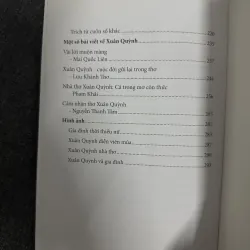 Trích từ cuốn sổ khác
Một số bài viết về Xuân Quỳnh
Vài lời muộn màng
- Mai Quốc Liên
Xuân Quỳnh - cuộc đời gửi lại trong thơ
- Lưu Khánh Thơ
Nhà thơ Xuân Quỳnh: Cả trong mơ còn thức
Phạm Khải
Cảm nhận thơ Xuân Quỳnh
- Nguyễn Thanh Tâm
Hình ảnh
Gia đình thời thiếu nữ
Xuân Quỳnh diễn viên múa
Xuân Quỳnh nhà thơ
Xuân Quỳnh và gia đình